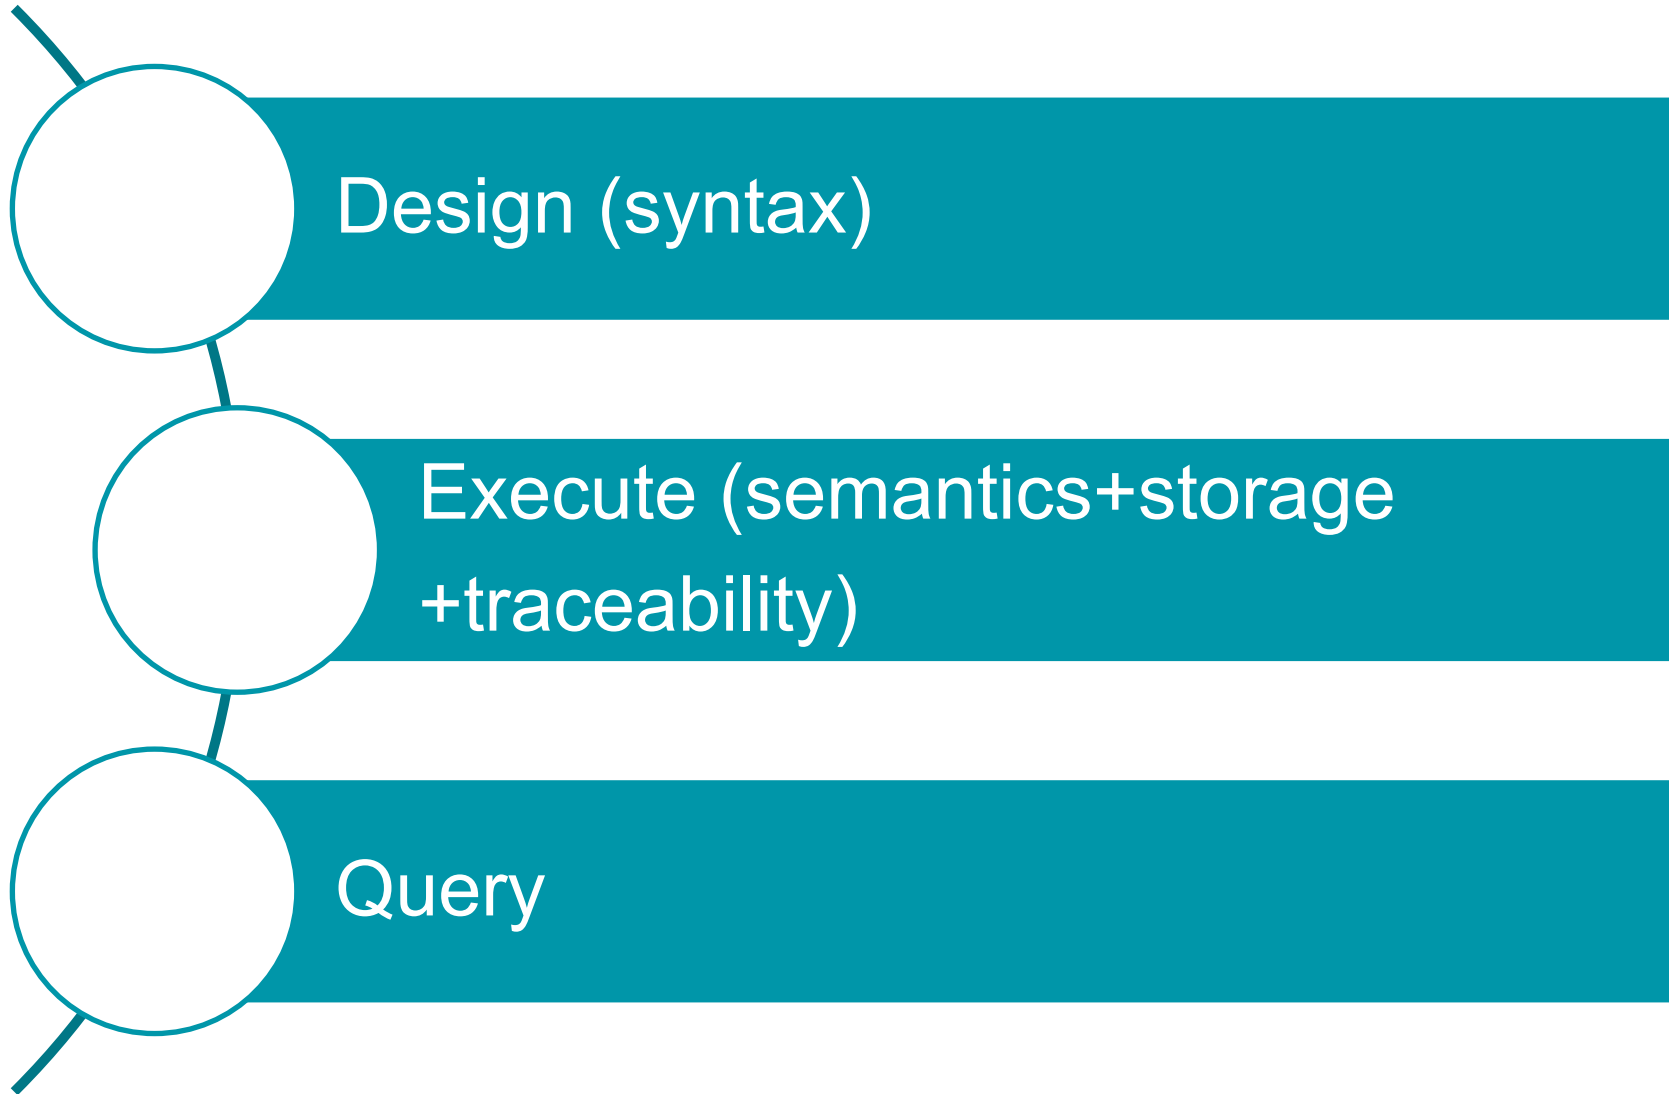 Design (syntax)
Execute (semantics+storage
+traceability)
Query